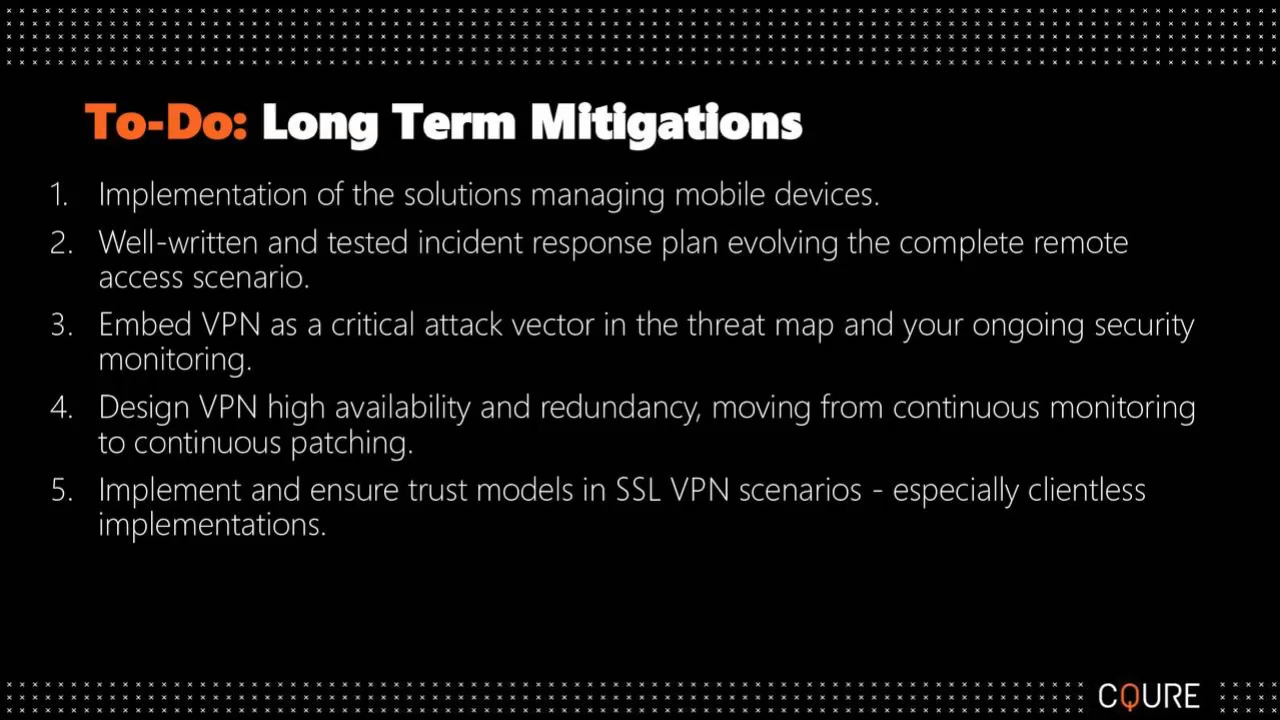 To-Do: Long Term Mitigations
1. Implementation of the solutions managing mobile devices.
2. Well-written and tested incident response plan evolving the complete remote
access scenario.
3. Embed VPN as a critical attack vector in the threat map and your ongoing security
monitoring.
4. Design VPN high availability and redundancy, moving from continuous monitoring
to continuous patching.
5. Implement and ensure trust models in SSL VPN scenarios - especially clientless
implementations.
CQURE